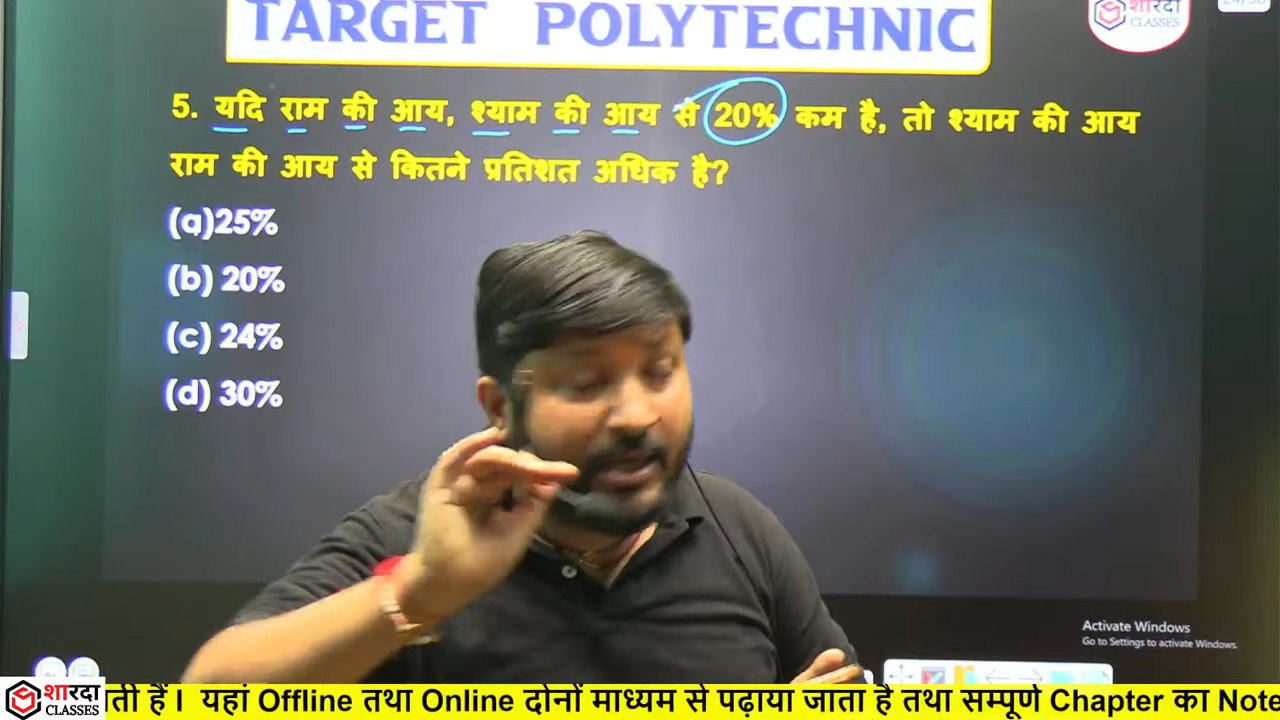 TARGET POLYTECHNIC
शारदा
CLASSES
5. यदि राम की आय, श्याम की आय से 20% कम है, तो श्याम की आय
राम की आय से कितने प्रतिशत अधिक है?
(a)25%
(b) 20%
(c) 24%
(d) 30%
Activate Windows
Go to Settings to activate Windows.
शारदा
CLASSES
ती हैं। यहां Offline तथा Online दोनों माध्यम से पढ़ाया जाता है तथा सम्पूर्ण Chapter का Note